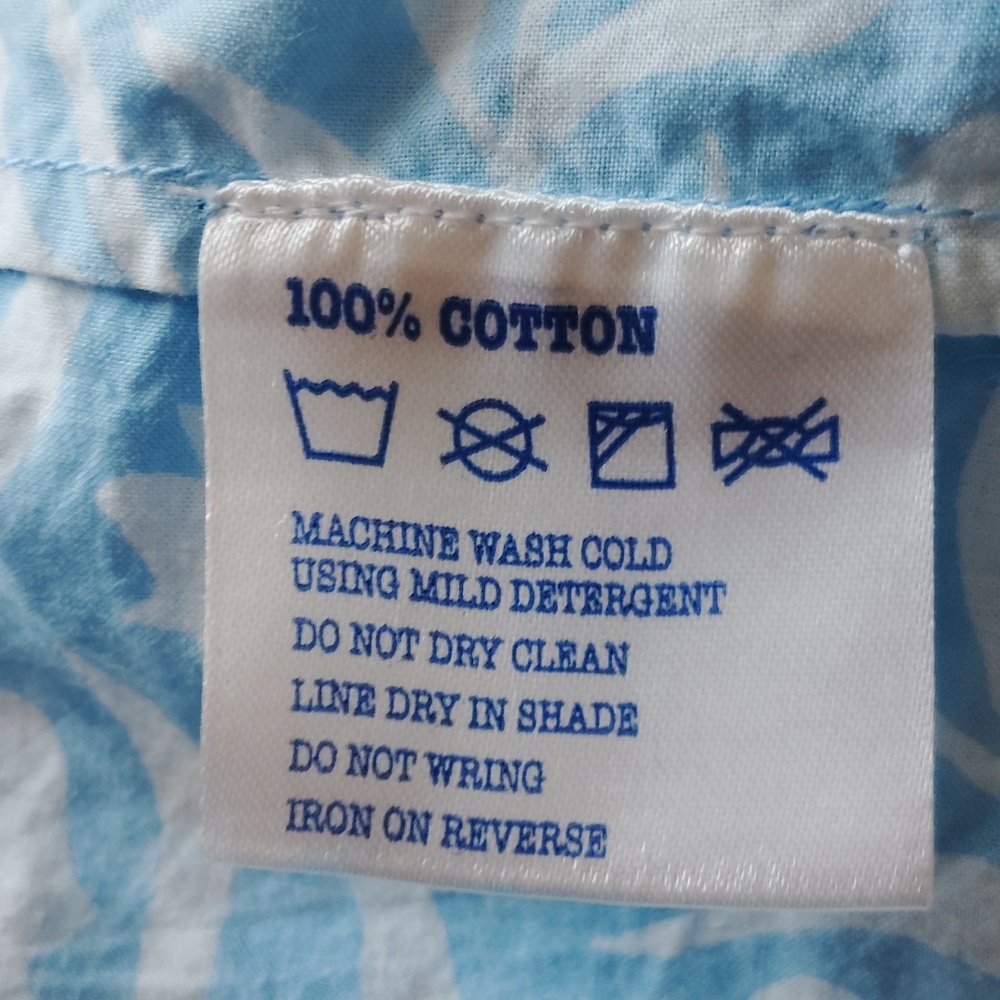 100% COTTON
MACHINE WASH COLD
USING MILD DETERGENT
DO NOT DRY CLEAN
LINE DRY IN SHADE
DO NOT WRING
IRON ON REVERSE